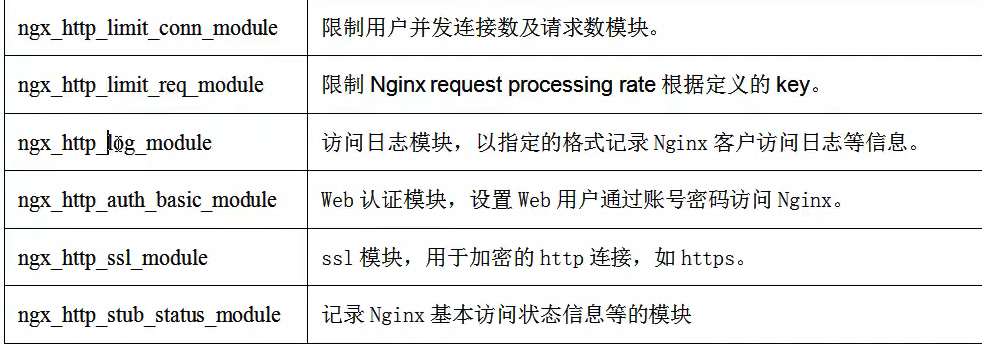 ngx_http_limit_conn_module 限制用户并发连接数及请求数模块。
ngx_http_limit_req_module 限制 Nginx request processing rate 根据定义的 key。
ngx_http_log_module 访问日志模块，以指定的格式记录 Nginx 客户访问日志等信息。
ngx_http_auth_basic_module Web 认证模块，设置 Web 用户通过账号密码访问 Nginx。
ngx_http_ssl_module ssl 模块，用于加密的 http 连接，如 https。
ngx_http_stub_status_module 记录 Nginx 基本访问状态信息等的模块